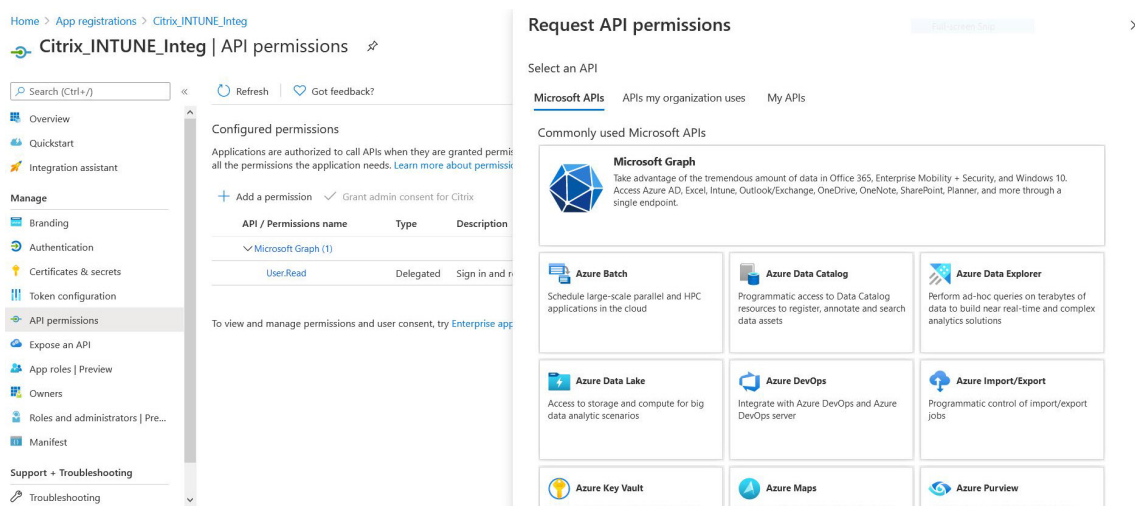 Home > App registrations > Citrix_INTUNE_Integ
Citrix_INTUNE_Integ | API permissions
Search (Ctrl+/)
«
Overview
Quickstart
Integration assistant
Manage
Branding
Authentication
Certificates & secrets
Token configuration
API permissions
Expose an API
App roles | Preview
Owners
Roles and administrators | Pre...
Manifest
Support + Troubleshooting
Troubleshooting
Refresh
Got feedback?
Configured permissions
Applications are authorized to call APIs when they are granted permis
all the permissions the application needs. Learn more about permissio
Add a permission
Grant admin consent for Citrix
API / Permissions name Type Description
Microsoft Graph (1)
User.Read Delegated Sign in and r
To view and manage permissions and user consent, try Enterprise app
Request API permissions
Select an API
Microsoft APIs APIs my organization uses My APIs
Commonly used Microsoft APIs
Microsoft Graph
Take advantage of the tremendous amount of data in Office 365, Enterprise Mobility + Security, and Windows 10.
Access Azure AD, Excel, Intune, Outlook/Exchange, OneDrive, OneNote, SharePoint, Planner, and more through a
single endpoint.
Azure Batch
Schedule large-scale parallel and HPC
applications in the cloud
Azure Data Catalog
Programmatic access to Data Catalog
resources to register, annotate and search
data assets
Azure Data Explorer
Perform ad-hoc queries on terabytes of
data to build near real-time and complex
analytics solutions
Azure Data Lake
Access to storage and compute for big
data analytic scenarios
Azure DevOps
Integrate with Azure DevOps and Azure
DevOps server
Azure Import/Export
Programmatic control of import/export
jobs
Azure Key Vault
Azure Maps
Azure Purview